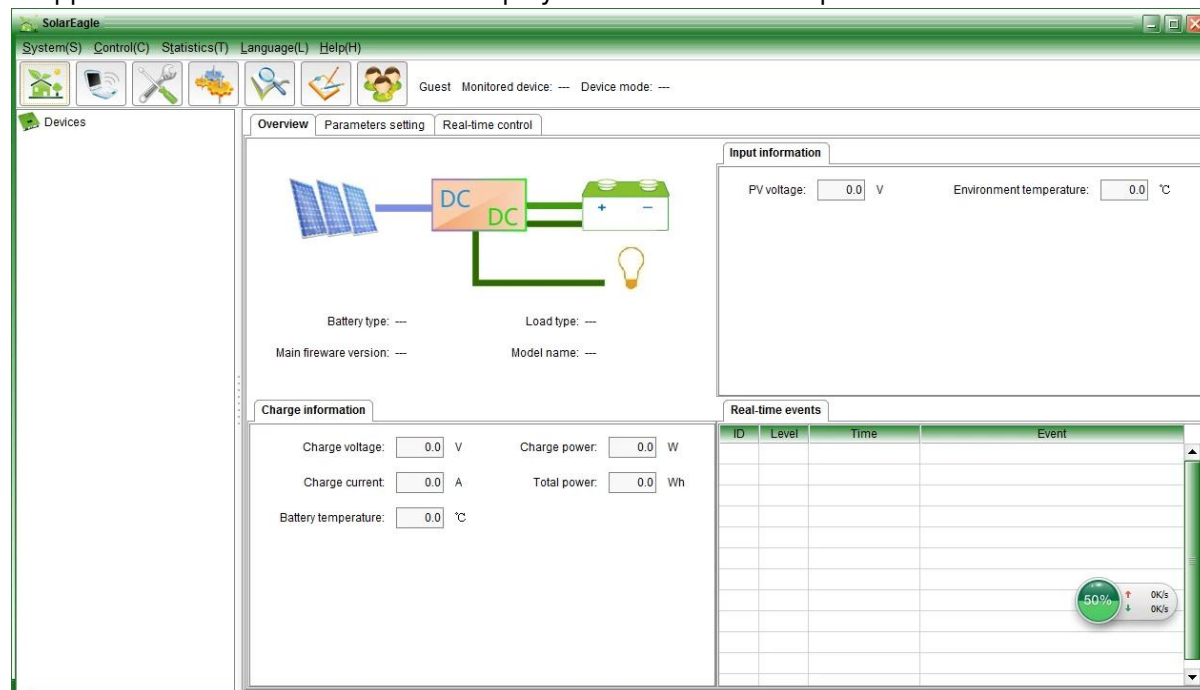 SolarEagle
System(S) Control(C) Statistics(T) Language(L) Help(H)
Guest Monitored device: --- Device mode: ---
Devices
Overview Parameters setting Real-time control
Input information
PV voltage: 0.0 V Environment temperature: 0.0 ℃
DC
DC
+ −
Battery type: --- Load type: ---
Main fireware version: --- Model name: ---
Charge information
Charge voltage: 0.0 V Charge power: 0.0 W
Charge current: 0.0 A Total power: 0.0 Wh
Battery temperature: 0.0 ℃
Real-time events
ID Level Time Event
50% ↑ 0K/s
↓ 0K/s